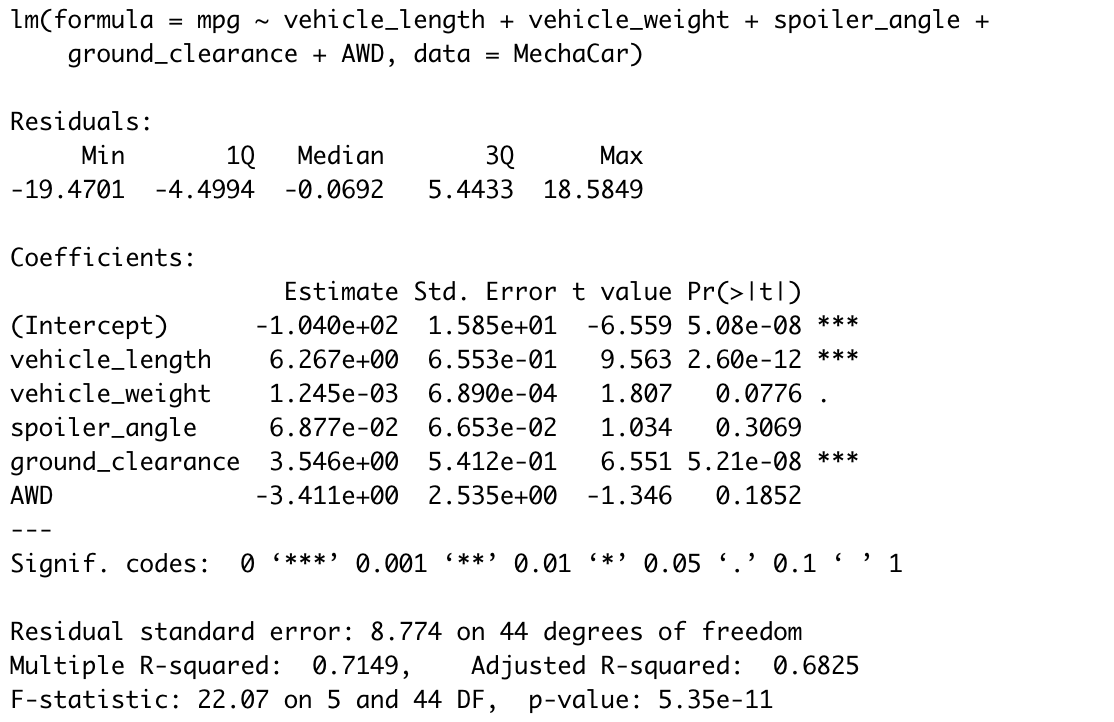 lm(formula = mpg ~ vehicle_length + vehicle_weight + spoiler_angle +
    ground_clearance + AWD, data = MechaCar)

Residuals:
     Min       1Q   Median       3Q      Max
-19.4701  -4.4994  -0.0692   5.4433  18.5849

Coefficients:
                   Estimate Std. Error t value Pr(>|t|)
(Intercept)      -1.040e+02  1.585e+01  -6.559 5.08e-08 ***
vehicle_length    6.267e+00  6.553e-01   9.563 2.60e-12 ***
vehicle_weight    1.245e-03  6.890e-04   1.807   0.0776 .
spoiler_angle     6.877e-02  6.653e-02   1.034   0.3069
ground_clearance  3.546e+00  5.412e-01   6.551 5.21e-08 ***
AWD              -3.411e+00  2.535e+00  -1.346   0.1852
---
Signif. codes:  0 ‘***’ 0.001 ‘**’ 0.01 ‘*’ 0.05 ‘.’ 0.1 ‘ ’ 1

Residual standard error: 8.774 on 44 degrees of freedom
Multiple R-squared:  0.7149,    Adjusted R-squared:  0.6825
F-statistic: 22.07 on 5 and 44 DF,  p-value: 5.35e-11